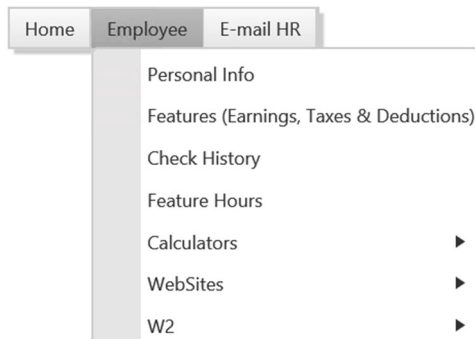 Home Employee E-mail HR
Personal Info
Features (Earnings, Taxes & Deductions)
Check History
Feature Hours
Calculators
WebSites
W2